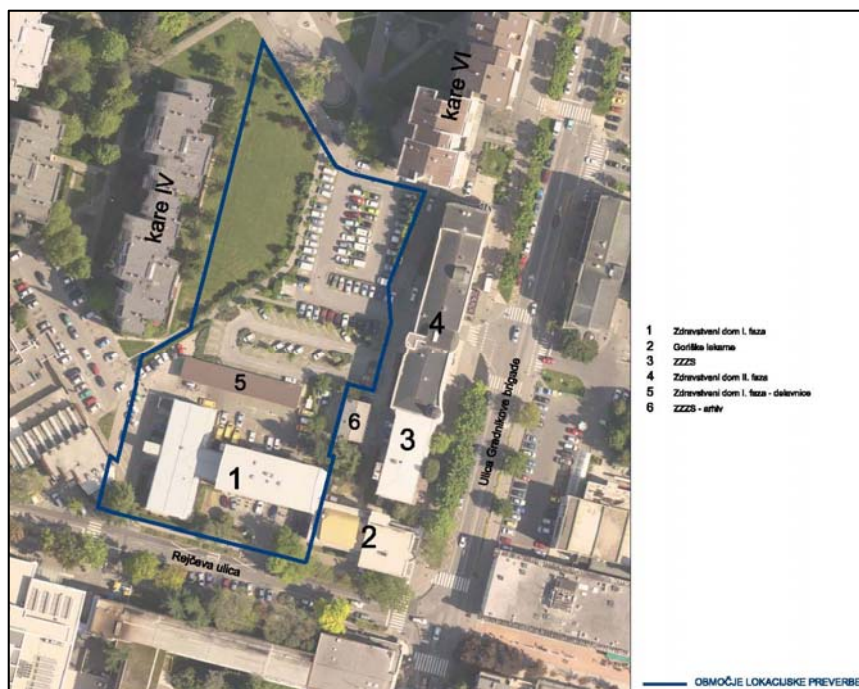 kare VI
kare IV
4
5
6
3
1
2
Ulica Gradnikove brigade
Rejčeva ulica
1 Zdravstveni dom I. faza
2 Goriške lekarne
3 ZZZS
4 Zdravstveni dom II. faza
5 Zdravstveni dom I. faza - delavnice
6 ZZZS - arhiv
OBMOČJE LOKACIJSKE PREVERBE